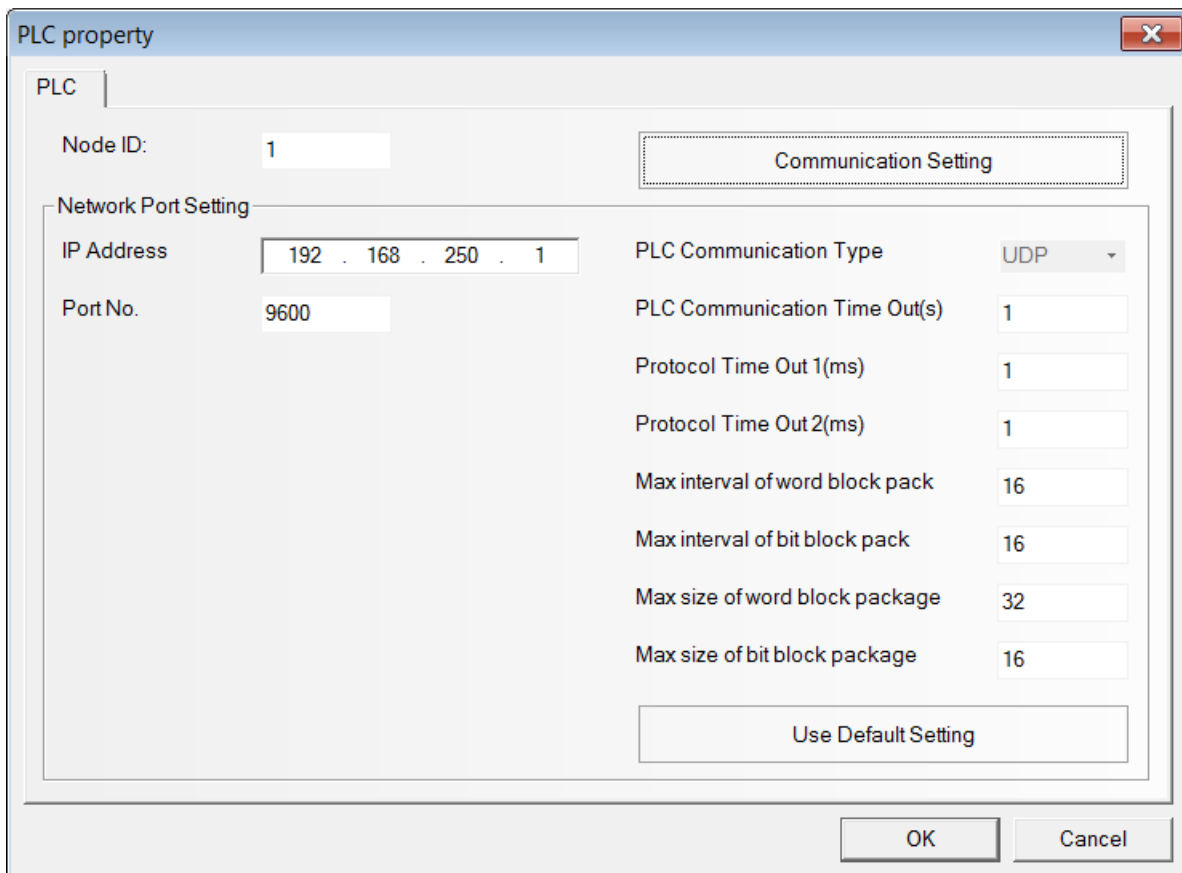 PLC property
PLC
Node ID: 1
Communication Setting
Network Port Setting
IP Address 192 . 168 . 250 . 1
Port No. 9600
PLC Communication Type UDP
PLC Communication Time Out(s) 1
Protocol Time Out 1(ms) 1
Protocol Time Out 2(ms) 1
Max interval of word block pack 16
Max interval of bit block pack 16
Max size of word block package 32
Max size of bit block package 16
Use Default Setting
OK Cancel